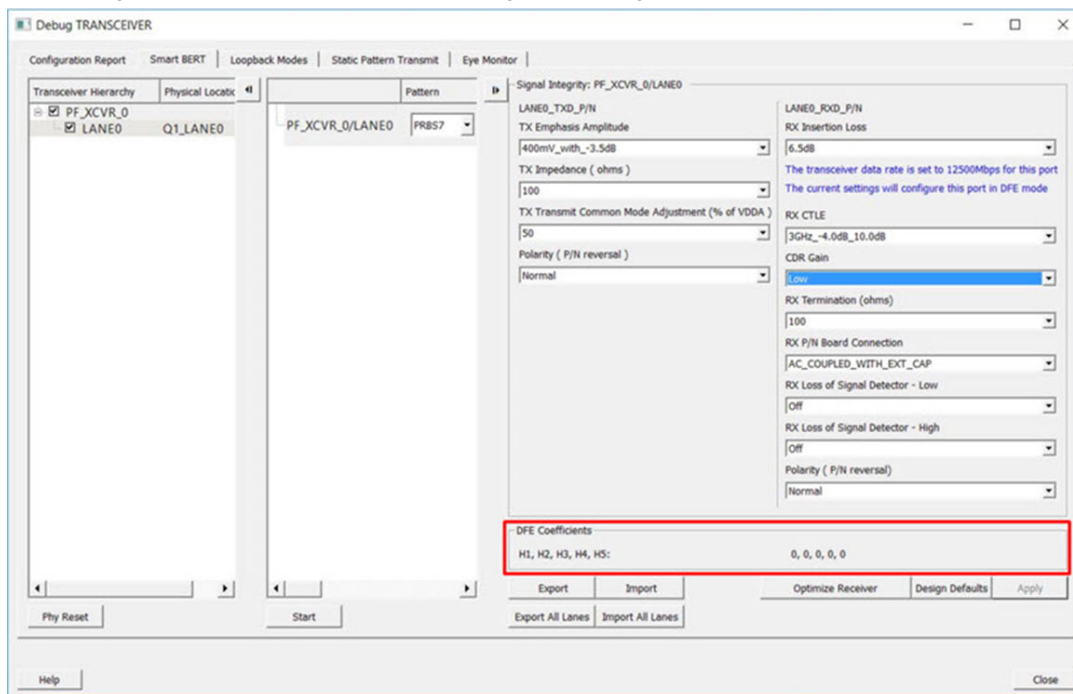 Debug TRANSCEIVER
Configuration Report
Smart BERT
Loopback Modes
Static Pattern Transmit
Eye Monitor
Transceiver Hierarchy
Physical Locatic
PF_XCVR_0
LANE0
Q1_LANE0
Pattern
PF_XCVR_0/LANE0
PRBS7
Signal Integrity: PF_XCVR_0/LANE0
LANE0_TXD_P/N
TX Emphasis Amplitude
400mV_with_-3.5dB
TX Impedance ( ohms )
100
TX Transmit Common Mode Adjustment (% of VDDA )
50
Polarity ( P/N reversal )
Normal
LANE0_RXD_P/N
RX Insertion Loss
6.5dB
The transceiver data rate is set to 12500Mbps for this port
The current settings will configure this port in DFE mode
RX CTLE
3GHz_-4.0dB_10.0dB
CDR Gain
Low
RX Termination (ohms)
100
RX P/N Board Connection
AC_COUPLED_WITH_EXT_CAP
RX Loss of Signal Detector - Low
Off
RX Loss of Signal Detector - High
Off
Polarity ( P/N reversal)
Normal
DFE Coefficients
H1, H2, H3, H4, H5:
0, 0, 0, 0, 0
Export
Import
Optimize Receiver
Design Defaults
Apply
Phy Reset
Start
Export All Lanes
Import All Lanes
Help
Close